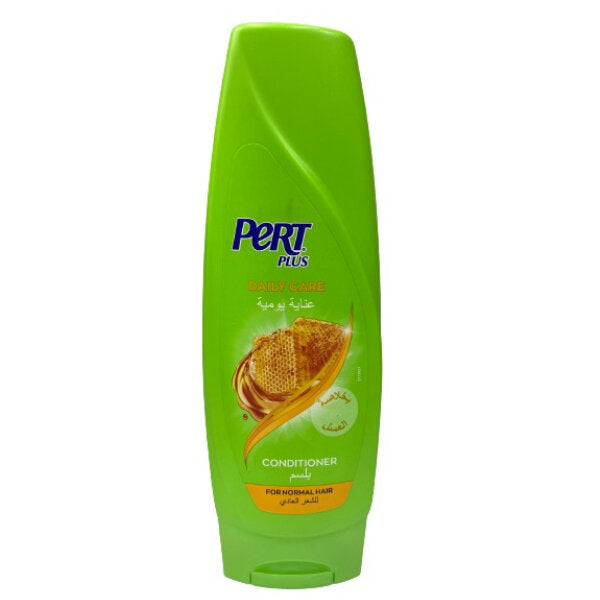 PERT
PLUS
DAILY CARE
عناية يومية
بخلاصة
العسل
CONDITIONER
بلسم
FOR NORMAL HAIR
للشعر العادي